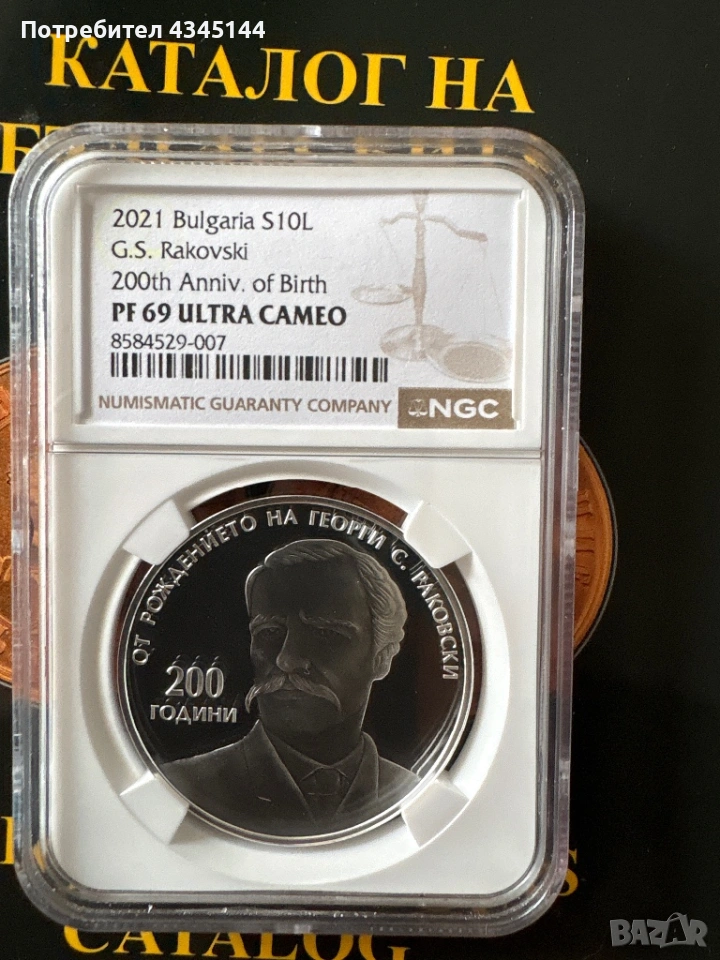 Потребител 4345144
КАТАЛОГ НА
2021 Bulgaria S10L
G.S. Rakovski
200th Anniv. of Birth
PF 69 ULTRA CAMEO
8584529-007
NUMISMATIC GUARANTY COMPANY NGC
ОТ РОЖДЕНИЕТО НА ГЕОРГИ С. РАКОВСКИ
200
ГОДИНИ
CATALOG
BAZAR